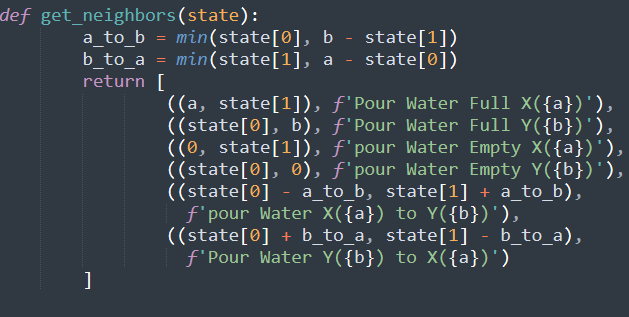 def get_neighbors(state):
        a_to_b = min(state[0], b - state[1])
        b_to_a = min(state[1], a - state[0])
        return [
                ((a, state[1]), f'Pour Water Full X({a})'),
                ((state[0], b), f'Pour Water Full Y({b})'),
                ((0, state[1]), f'pour Water Empty X({a})'),
                ((state[0], 0), f'pour Water Empty Y({b})'),
                ((state[0] - a_to_b, state[1] + a_to_b),
                  f'pour Water X({a}) to Y({b})'),
                ((state[0] + b_to_a, state[1] - b_to_a),
                  f'Pour Water Y({b}) to X({a})')
        ]